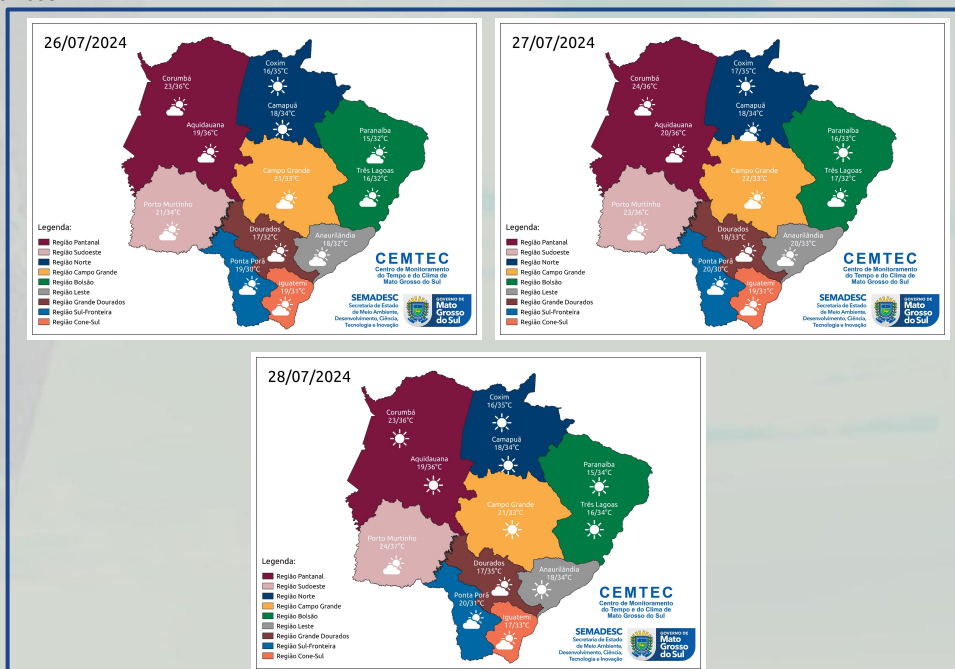 26/07/2024
Coxim
16/35°C
Corumbá
23/36°C
Camapuã
18/34°C
Aquidauana
19/36°C
Paranaíba
15/32°C
Campo Grande
21/33°C
Três Lagoas
16/32°C
Porto Murtinho
21/34°C
Dourados
17/32°C
Anaurilândia
18/32°C
Ponta Porã
19/30°C
Iguatemi
19/31°C
Legenda:
Região Pantanal
Região Sudoeste
Região Norte
Região Campo Grande
Região Bolsão
Região Leste
Região Grande Dourados
Região Sul-Fronteira
Região Cone-Sul
CEMTEC
Centro de Monitoramento
do Tempo e do Clima de
Mato Grosso do Sul
SEMADESC
Secretaria de Estado
de Meio Ambiente,
Desenvolvimento, Ciência,
Tecnologia e Inovação
GOVERNO DE
Mato
Grosso
do Sul
27/07/2024
Coxim
17/35°C
Corumbá
24/36°C
Camapuã
18/34°C
Aquidauana
20/36°C
Paranaíba
16/33°C
Campo Grande
22/33°C
Três Lagoas
17/32°C
Porto Murtinho
23/36°C
Dourados
18/33°C
Anaurilândia
20/33°C
Ponta Porã
20/30°C
Iguatemi
19/31°C
Legenda:
Região Pantanal
Região Sudoeste
Região Norte
Região Campo Grande
Região Bolsão
Região Leste
Região Grande Dourados
Região Sul-Fronteira
Região Cone-Sul
CEMTEC
Centro de Monitoramento
do Tempo e do Clima de
Mato Grosso do Sul
SEMADESC
Secretaria de Estado
de Meio Ambiente,
Desenvolvimento, Ciência,
Tecnologia e Inovação
GOVERNO DE
Mato
Grosso
do Sul
28/07/2024
Coxim
16/35°C
Corumbá
23/36°C
Camapuã
18/34°C
Aquidauana
19/36°C
Paranaíba
15/34°C
Campo Grande
21/33°C
Três Lagoas
16/34°C
Porto Murtinho
24/37°C
Dourados
17/35°C
Anaurilândia
18/34°C
Ponta Porã
20/31°C
Iguatemi
17/33°C
Legenda:
Região Pantanal
Região Sudoeste
Região Norte
Região Campo Grande
Região Bolsão
Região Leste
Região Grande Dourados
Região Sul-Fronteira
Região Cone-Sul
CEMTEC
Centro de Monitoramento
do Tempo e do Clima de
Mato Grosso do Sul
SEMADESC
Secretaria de Estado
de Meio Ambiente,
Desenvolvimento, Ciência,
Tecnologia e Inovação
GOVERNO DE
Mato
Grosso
do Sul